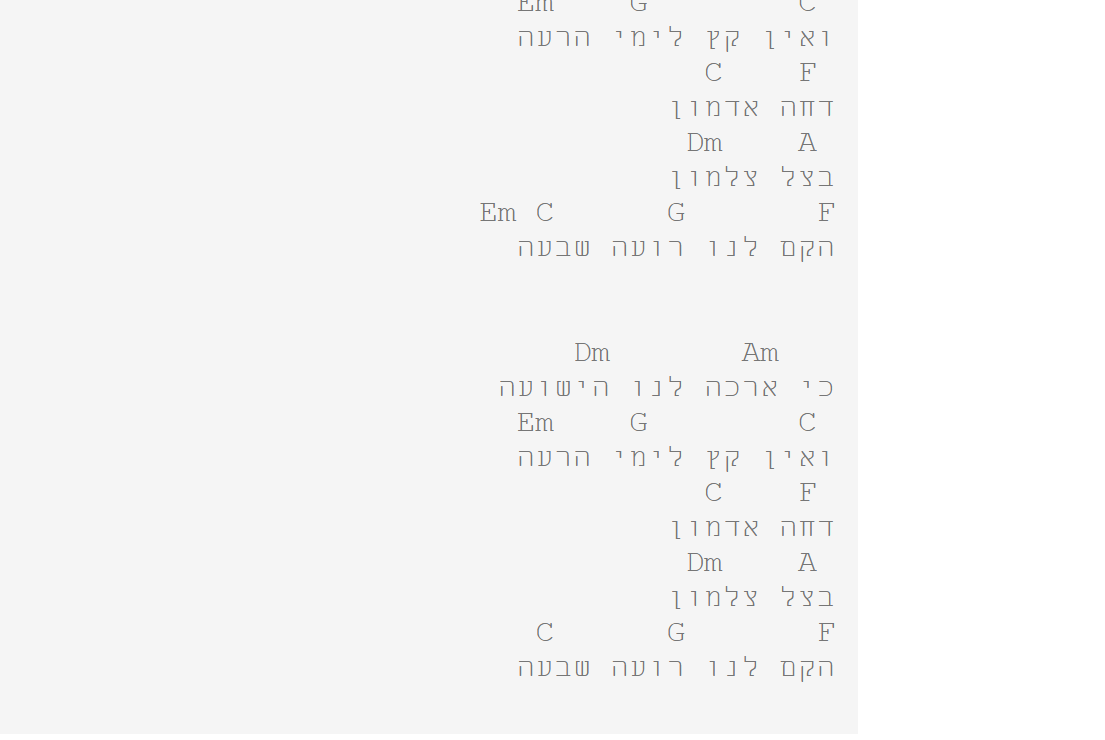 C G Em
ואין קץ לימי הרעה
F C
דחה אדמון
A Dm
בצל צלמון
F G C Em
הקם לנו רועה שבעה
Am Dm
כי ארכה לנו הישועה
C G Em
ואין קץ לימי הרעה
F C
דחה אדמון
A Dm
בצל צלמון
F G C
הקם לנו רועה שבעה